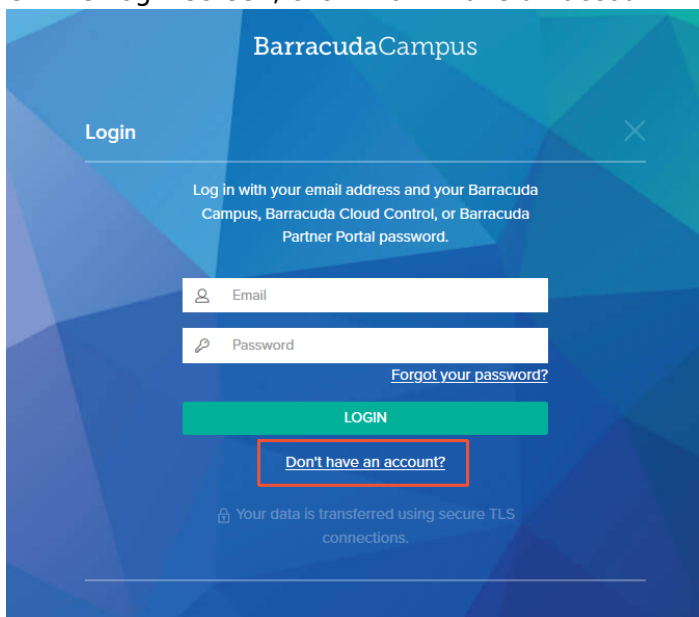 BarracudaCampus
Login
Log in with your email address and your Barracuda
Campus, Barracuda Cloud Control, or Barracuda
Partner Portal password.
Email
Password
Forgot your password?
LOGIN
Don't have an account?
Your data is transferred using secure TLS
connections.